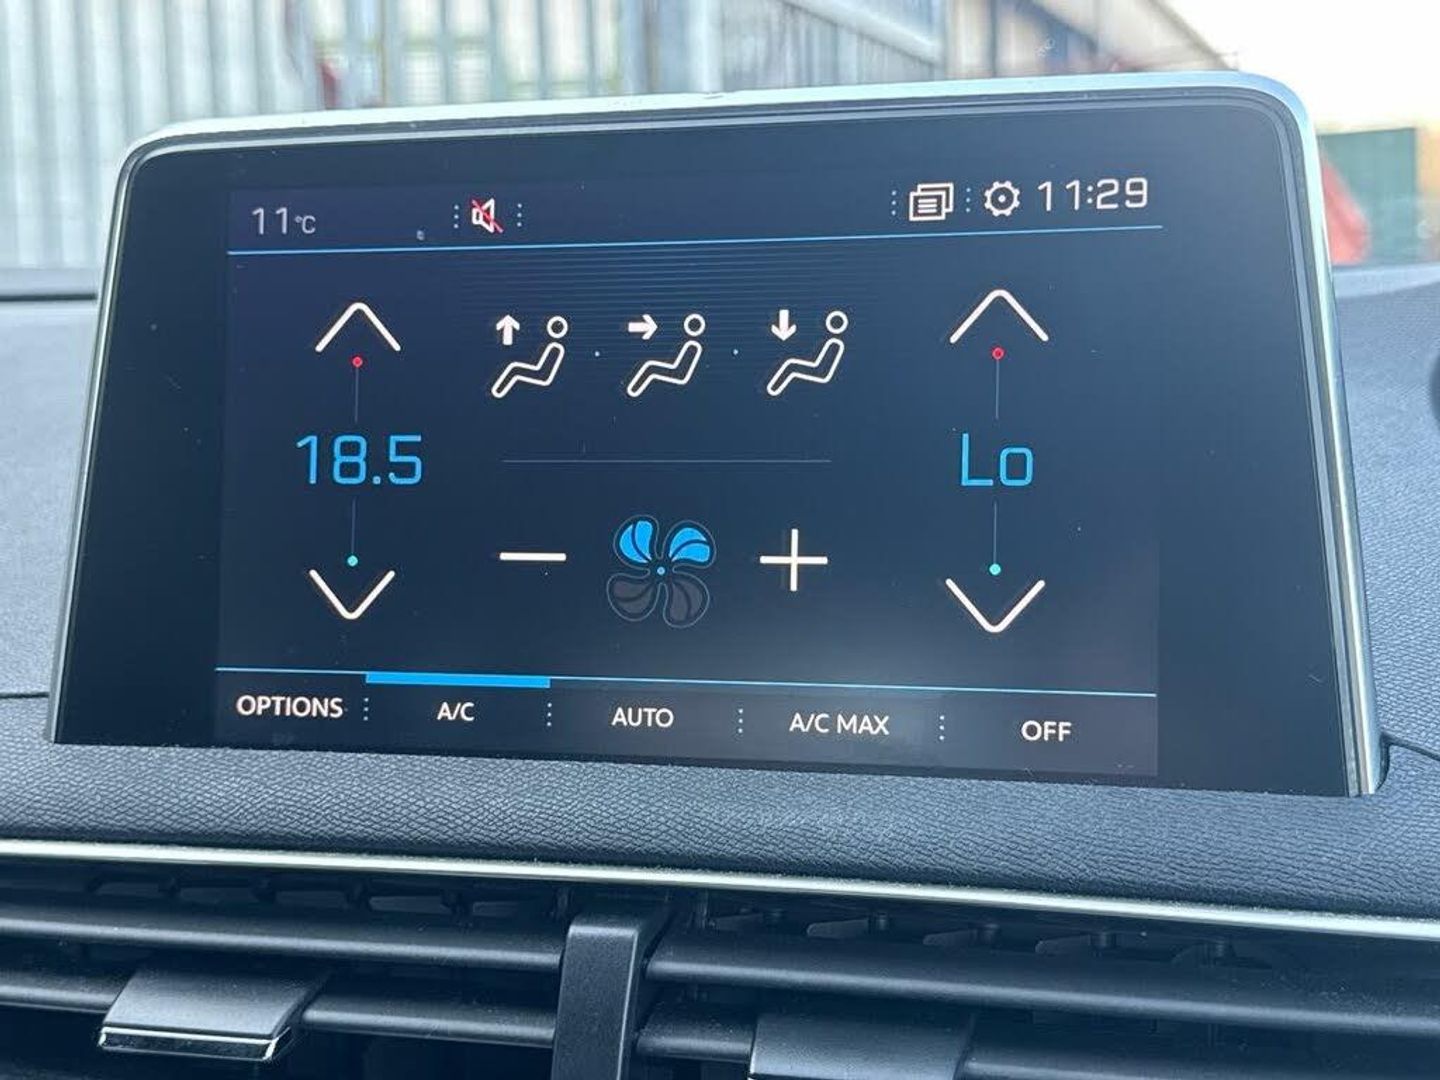 11°C 11:29
18.5 Lo
OPTIONS A/C AUTO A/C MAX OFF